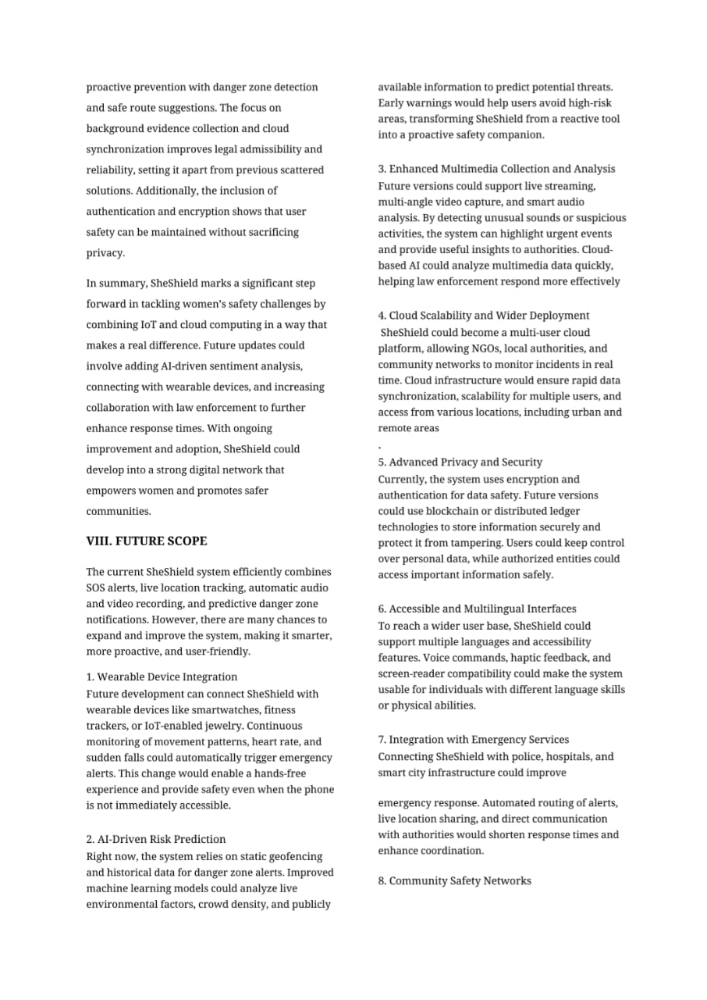 proactive prevention with danger zone detection
and safe route suggestions. The focus on
background evidence collection and cloud
synchronization improves legal admissibility and
reliability, setting it apart from previous scattered
solutions. Additionally, the inclusion of
authentication and encryption shows that user
safety can be maintained without sacrificing
privacy.
In summary, SheShield marks a significant step
forward in tackling women’s safety challenges by
combining IoT and cloud computing in a way that
makes a real difference. Future updates could
involve adding AI-driven sentiment analysis,
connecting with wearable devices, and increasing
collaboration with law enforcement to further
enhance response times. With ongoing
improvement and adoption, SheShield could
develop into a strong digital network that
empowers women and promotes safer
communities.
VIII. FUTURE SCOPE
The current SheShield system efficiently combines
SOS alerts, live location tracking, automatic audio
and video recording, and predictive danger zone
notifications. However, there are many chances to
expand and improve the system, making it smarter,
more proactive, and user-friendly.
1. Wearable Device Integration
Future development can connect SheShield with
wearable devices like smartwatches, fitness
trackers, or IoT-enabled jewelry. Continuous
monitoring of movement patterns, heart rate, and
sudden falls could automatically trigger emergency
alerts. This change would enable a hands-free
experience and provide safety even when the phone
is not immediately accessible.
2. AI-Driven Risk Prediction
Right now, the system relies on static geofencing
and historical data for danger zone alerts. Improved
machine learning models could analyze live
environmental factors, crowd density, and publicly
available information to predict potential threats.
Early warnings would help users avoid high-risk
areas, transforming SheShield from a reactive tool
into a proactive safety companion.
3. Enhanced Multimedia Collection and Analysis
Future versions could support live streaming,
multi-angle video capture, and smart audio
analysis. By detecting unusual sounds or suspicious
activities, the system can highlight urgent events
and provide useful insights to authorities. Cloud-
based AI could analyze multimedia data quickly,
helping law enforcement respond more effectively
4. Cloud Scalability and Wider Deployment
SheShield could become a multi-user cloud
platform, allowing NGOs, local authorities, and
community networks to monitor incidents in real
time. Cloud infrastructure would ensure rapid data
synchronization, scalability for multiple users, and
access from various locations, including urban and
remote areas
.
5. Advanced Privacy and Security
Currently, the system uses encryption and
authentication for data safety. Future versions
could use blockchain or distributed ledger
technologies to store information securely and
protect it from tampering. Users could keep control
over personal data, while authorized entities could
access important information safely.
6. Accessible and Multilingual Interfaces
To reach a wider user base, SheShield could
support multiple languages and accessibility
features. Voice commands, haptic feedback, and
screen-reader compatibility could make the system
usable for individuals with different language skills
or physical abilities.
7. Integration with Emergency Services
Connecting SheShield with police, hospitals, and
smart city infrastructure could improve
emergency response. Automated routing of alerts,
live location sharing, and direct communication
with authorities would shorten response times and
enhance coordination.
8. Community Safety Networks